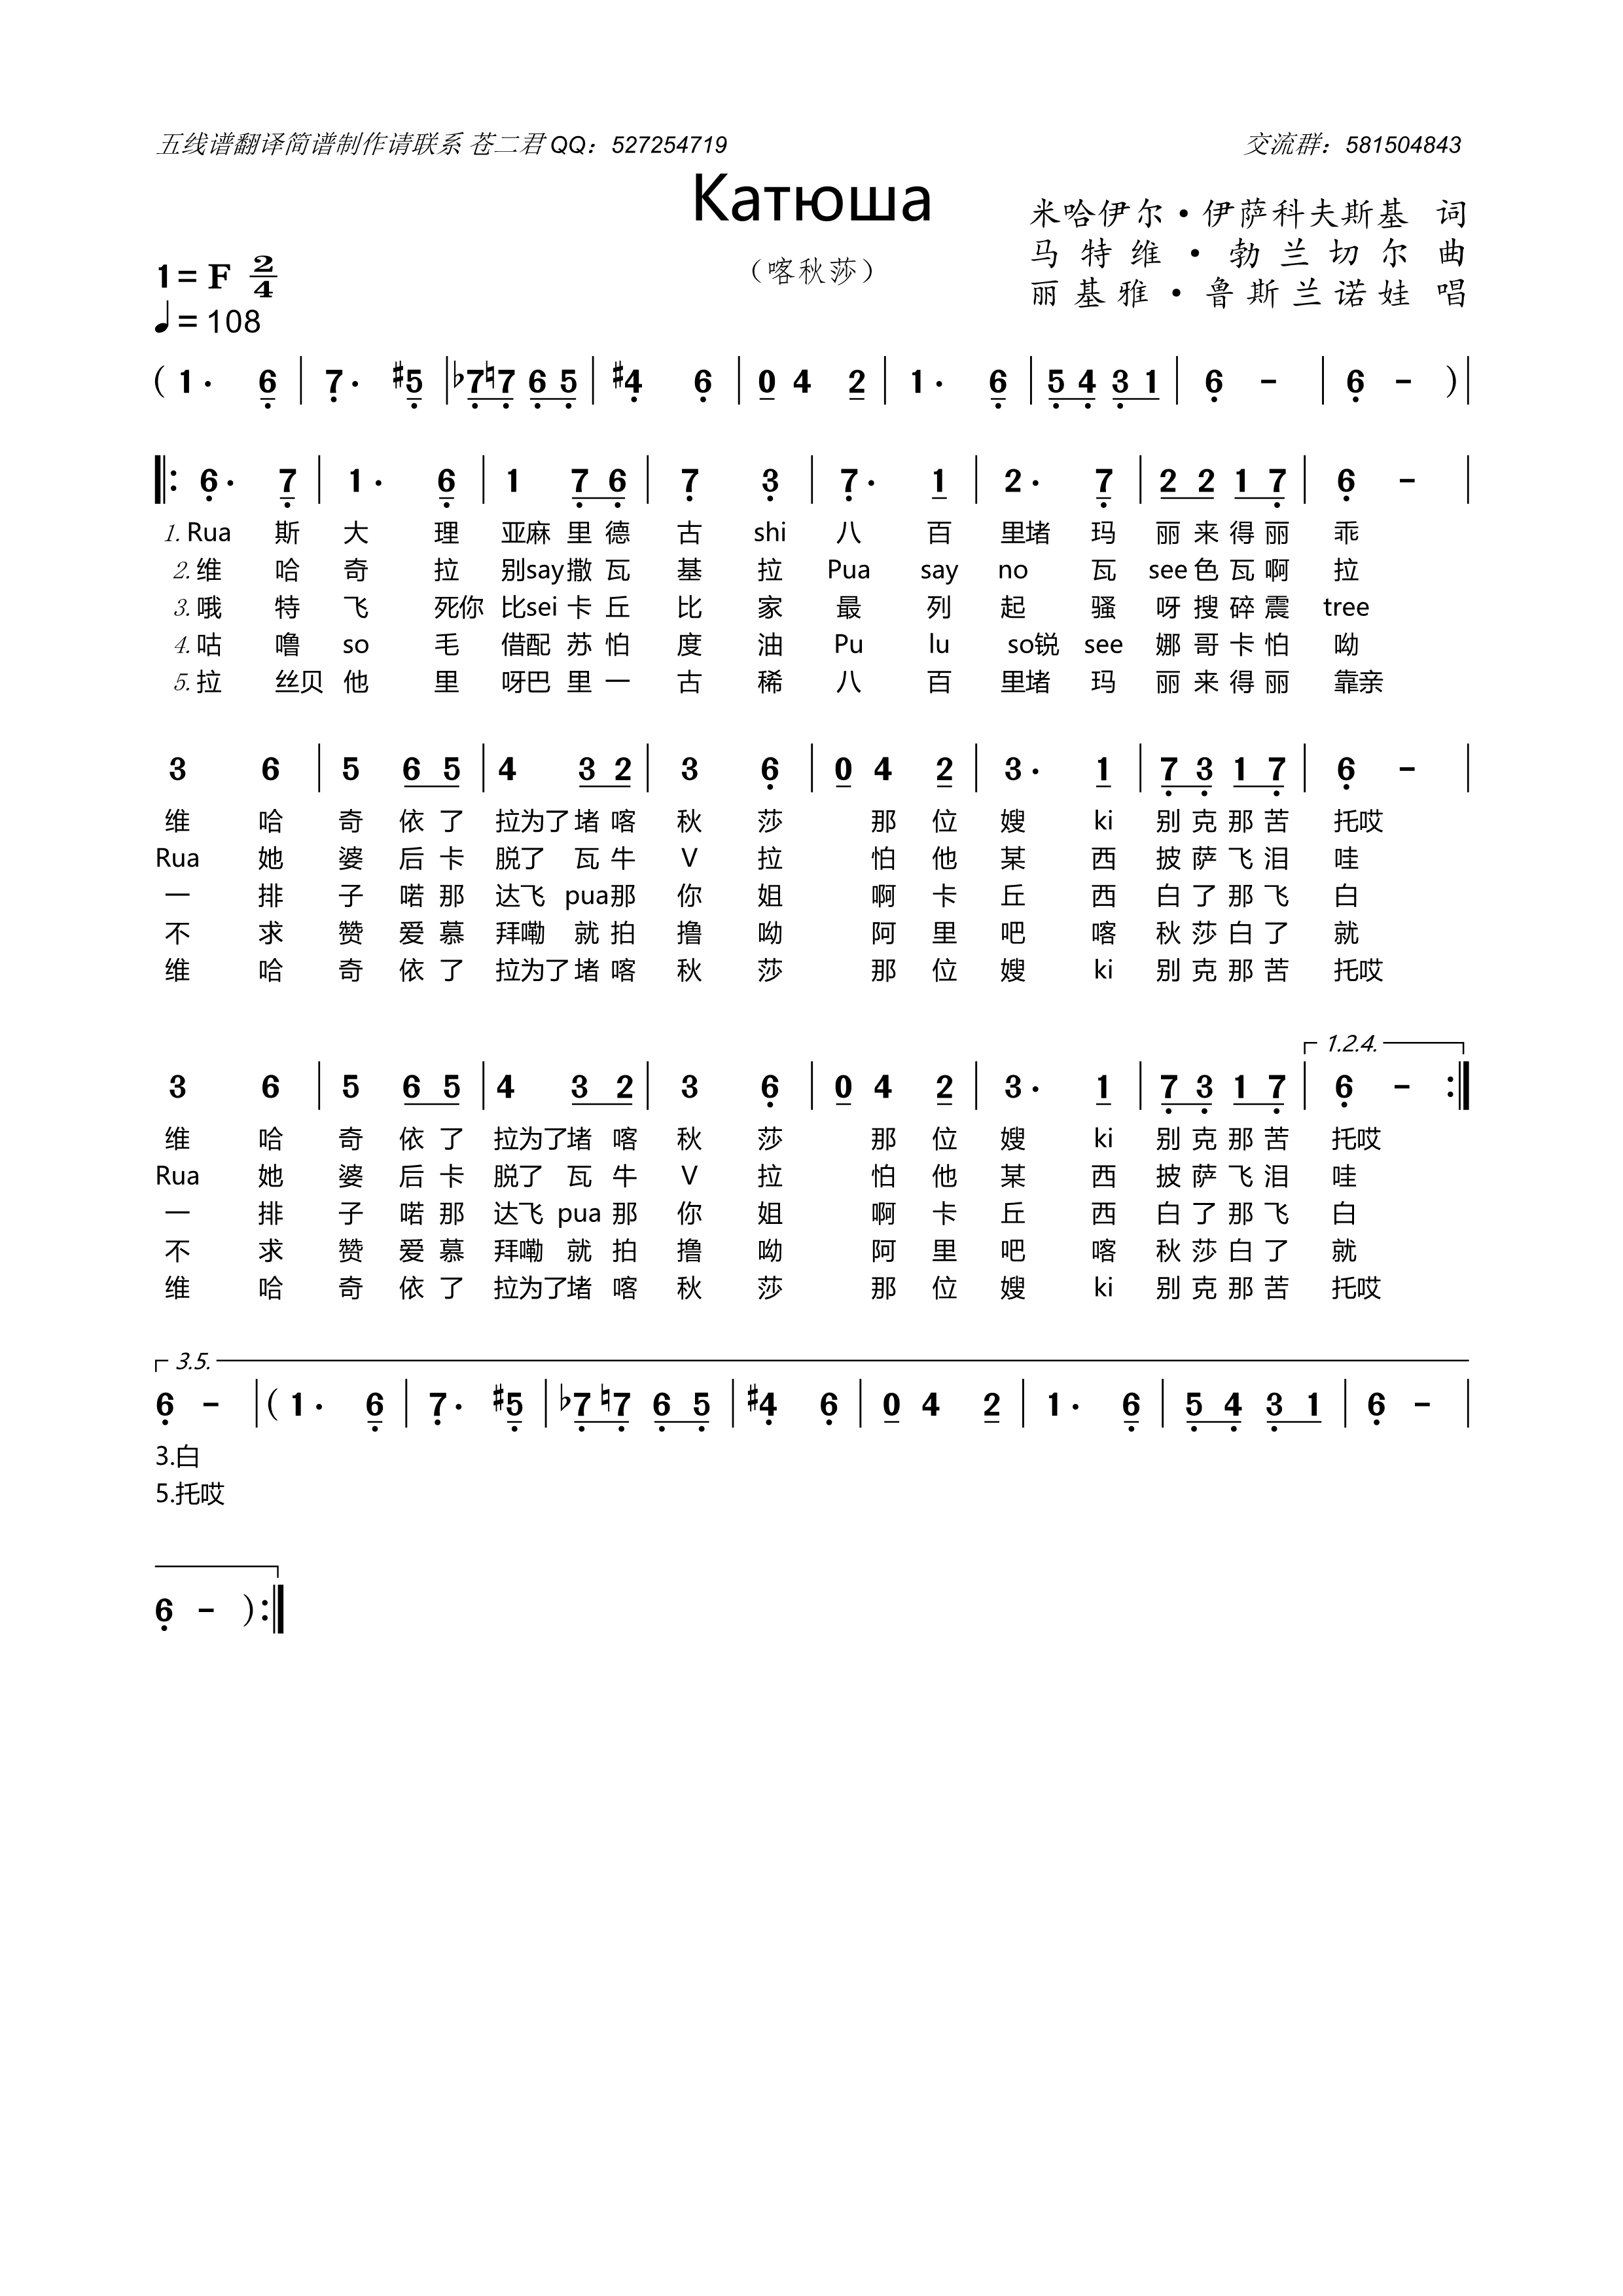 五线谱翻译简谱制作请联系 苍二君QQ：527254719 交流群：581504843
Катюша
（喀秋莎）
米哈伊尔·伊萨科夫斯基 词
马特维·勃兰切尔 曲
丽基雅·鲁斯兰诺娃 唱
1=F 2/4
♩=108
( 1· 6 | 7· #5 | ♭7 ♮7 6 5 | #4 6 | 0 4 2 | 1· 6 | 5 4 3 1 | 6 - | 6 - ) |
‖: 6· 7 | 1· 6 | 1 7 6 | 7 3 | 7· 1 | 2· 7 | 2 2 1 7 | 6 - |
1. Rua 斯 大 理 亚麻 里 德 古 shi 八 百 里堵 玛 丽 来 得 丽 乖
2. 维 哈 奇 拉 别say 撒 瓦 基 拉 Pua say no 瓦 see 色 瓦 啊 拉
3. 哦 特 飞 死你 比sei 卡 丘 比 家 最 列 起 骚 呀 搜 碎 震 tree
4. 咕 噜 so 毛 借配 苏 怕 度 油 Pu lu so锐 see 娜 哥 卡 怕 呦
5. 拉 丝贝 他 里 呀巴 里 一 古 稀 八 百 里堵 玛 丽 来 得 丽 靠亲
3 6 | 5 6 5 | 4 3 2 | 3 6 | 0 4 2 | 3· 1 | 7 3 1 7 | 6 - |
维 哈 奇 依 了 拉为了 堵 喀 秋 莎 那 位 嫂 ki 别 克 那 苦 托哎
Rua 她 婆 后 卡 脱了 瓦 牛 V 拉 怕 他 某 西 披 萨 飞 泪 哇
一 排 子 喏 那 达飞 pua那 你 姐 啊 卡 丘 西 白 了 那 飞 白
不 求 赞 爱 慕 拜嘞 就 拍 撸 呦 阿 里 吧 喀 秋 莎 白 了 就
维 哈 奇 依 了 拉为了 堵 喀 秋 莎 那 位 嫂 ki 别 克 那 苦 托哎
1.2.4.
3 6 | 5 6 5 | 4 3 2 | 3 6 | 0 4 2 | 3· 1 | 7 3 1 7 | 6 - :‖
维 哈 奇 依 了 拉为了 堵 喀 秋 莎 那 位 嫂 ki 别 克 那 苦 托哎
Rua 她 婆 后 卡 脱了 瓦 牛 V 拉 怕 他 某 西 披 萨 飞 泪 哇
一 排 子 喏 那 达飞 pua 那 你 姐 啊 卡 丘 西 白 了 那 飞 白
不 求 赞 爱 慕 拜嘞 就 拍 撸 呦 阿 里 吧 喀 秋 莎 白 了 就
维 哈 奇 依 了 拉为了 堵 喀 秋 莎 那 位 嫂 ki 别 克 那 苦 托哎
3.5.
6 - | ( 1· 6 | 7· #5 | ♭7 ♮7 6 5 | #4 6 | 0 4 2 | 1· 6 | 5 4 3 1 | 6 - |
3.白
5.托哎
6 - ) :‖